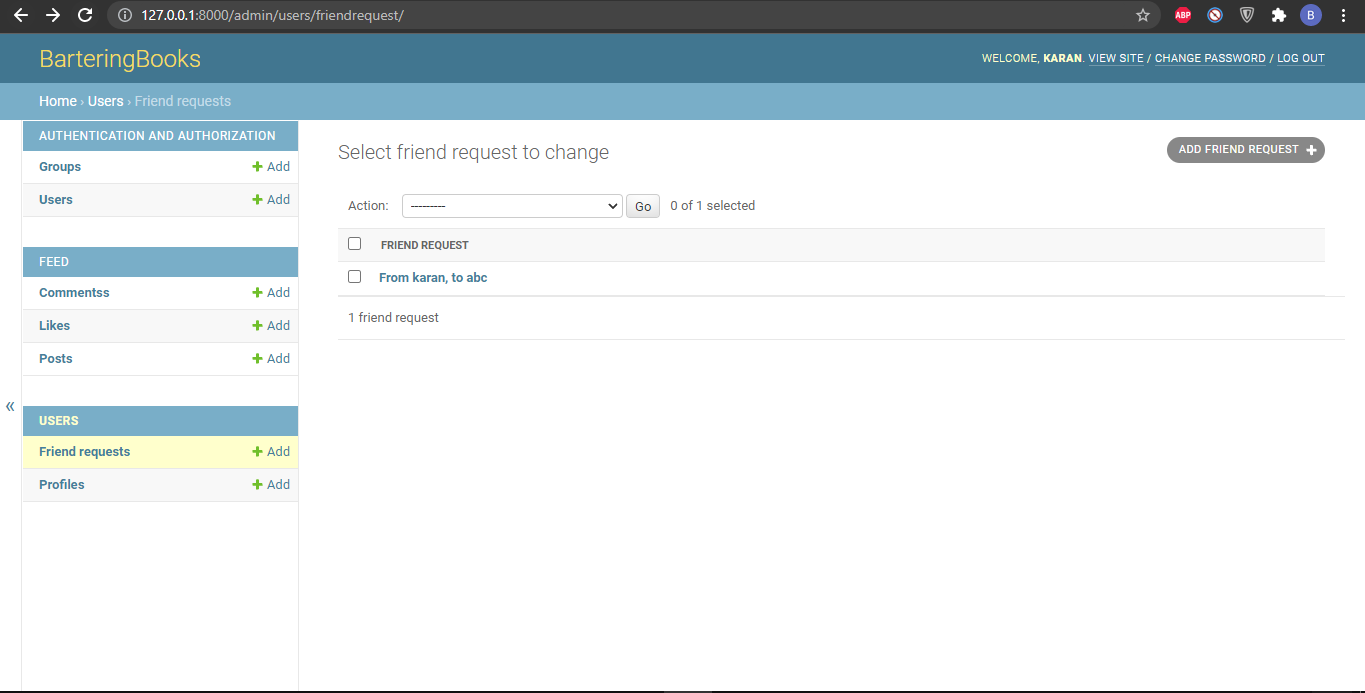 127.0.0.1:8000/admin/users/friendrequest/
ABP
B
BarteringBooks
WELCOME, KARAN. VIEW SITE / CHANGE PASSWORD / LOG OUT
Home › Users › Friend requests
AUTHENTICATION AND AUTHORIZATION
Groups + Add
Users + Add
FEED
Commentss + Add
Likes + Add
Posts + Add
«
USERS
Friend requests + Add
Profiles + Add
Select friend request to change
ADD FRIEND REQUEST +
Action: --------- Go 0 of 1 selected
FRIEND REQUEST
From karan, to abc
1 friend request